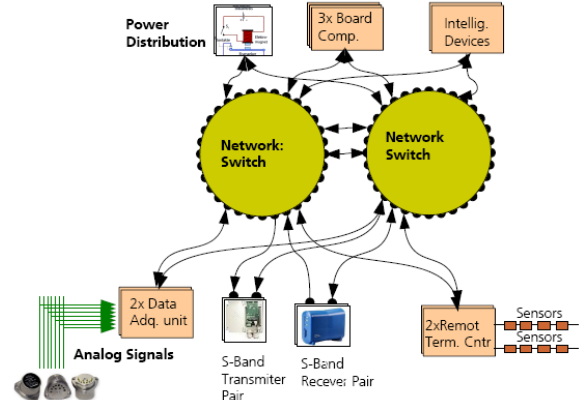 Power
Distribution
3x Board
Comp.
Intellig.
Devices
Network:
Switch
Network
Switch
2x Data
Adq. unit
Analog Signals
S-Band
Transmiter
Pair
S-Band
Recever Pair
2xRemot
Term. Cntr
Sensors
Sensors